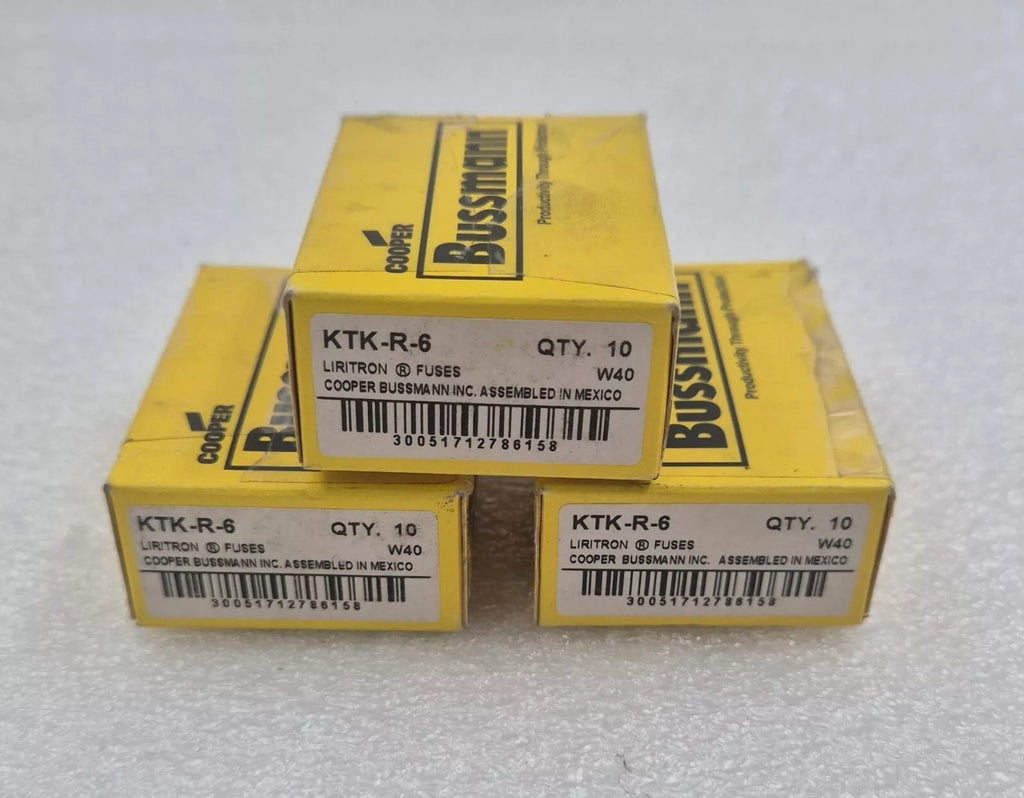 COOPER
BUSSMANN
Productivity Through
KTK-R-6 QTY. 10
LIRITRON ® FUSES W40
COOPER BUSSMANN INC. ASSEMBLED IN MEXICO
30051712786158
COOPER
KTK-R-6 QTY. 10
LIRITRON ® FUSES W40
COOPER BUSSMANN INC. ASSEMBLED IN MEXICO
30051712786158
BUSSMANN
Productivity Through Protection
KTK-R-6 QTY. 10
LIRITRON ® FUSES W40
COOPER BUSSMANN INC. ASSEMBLED IN MEXICO
30051712786158